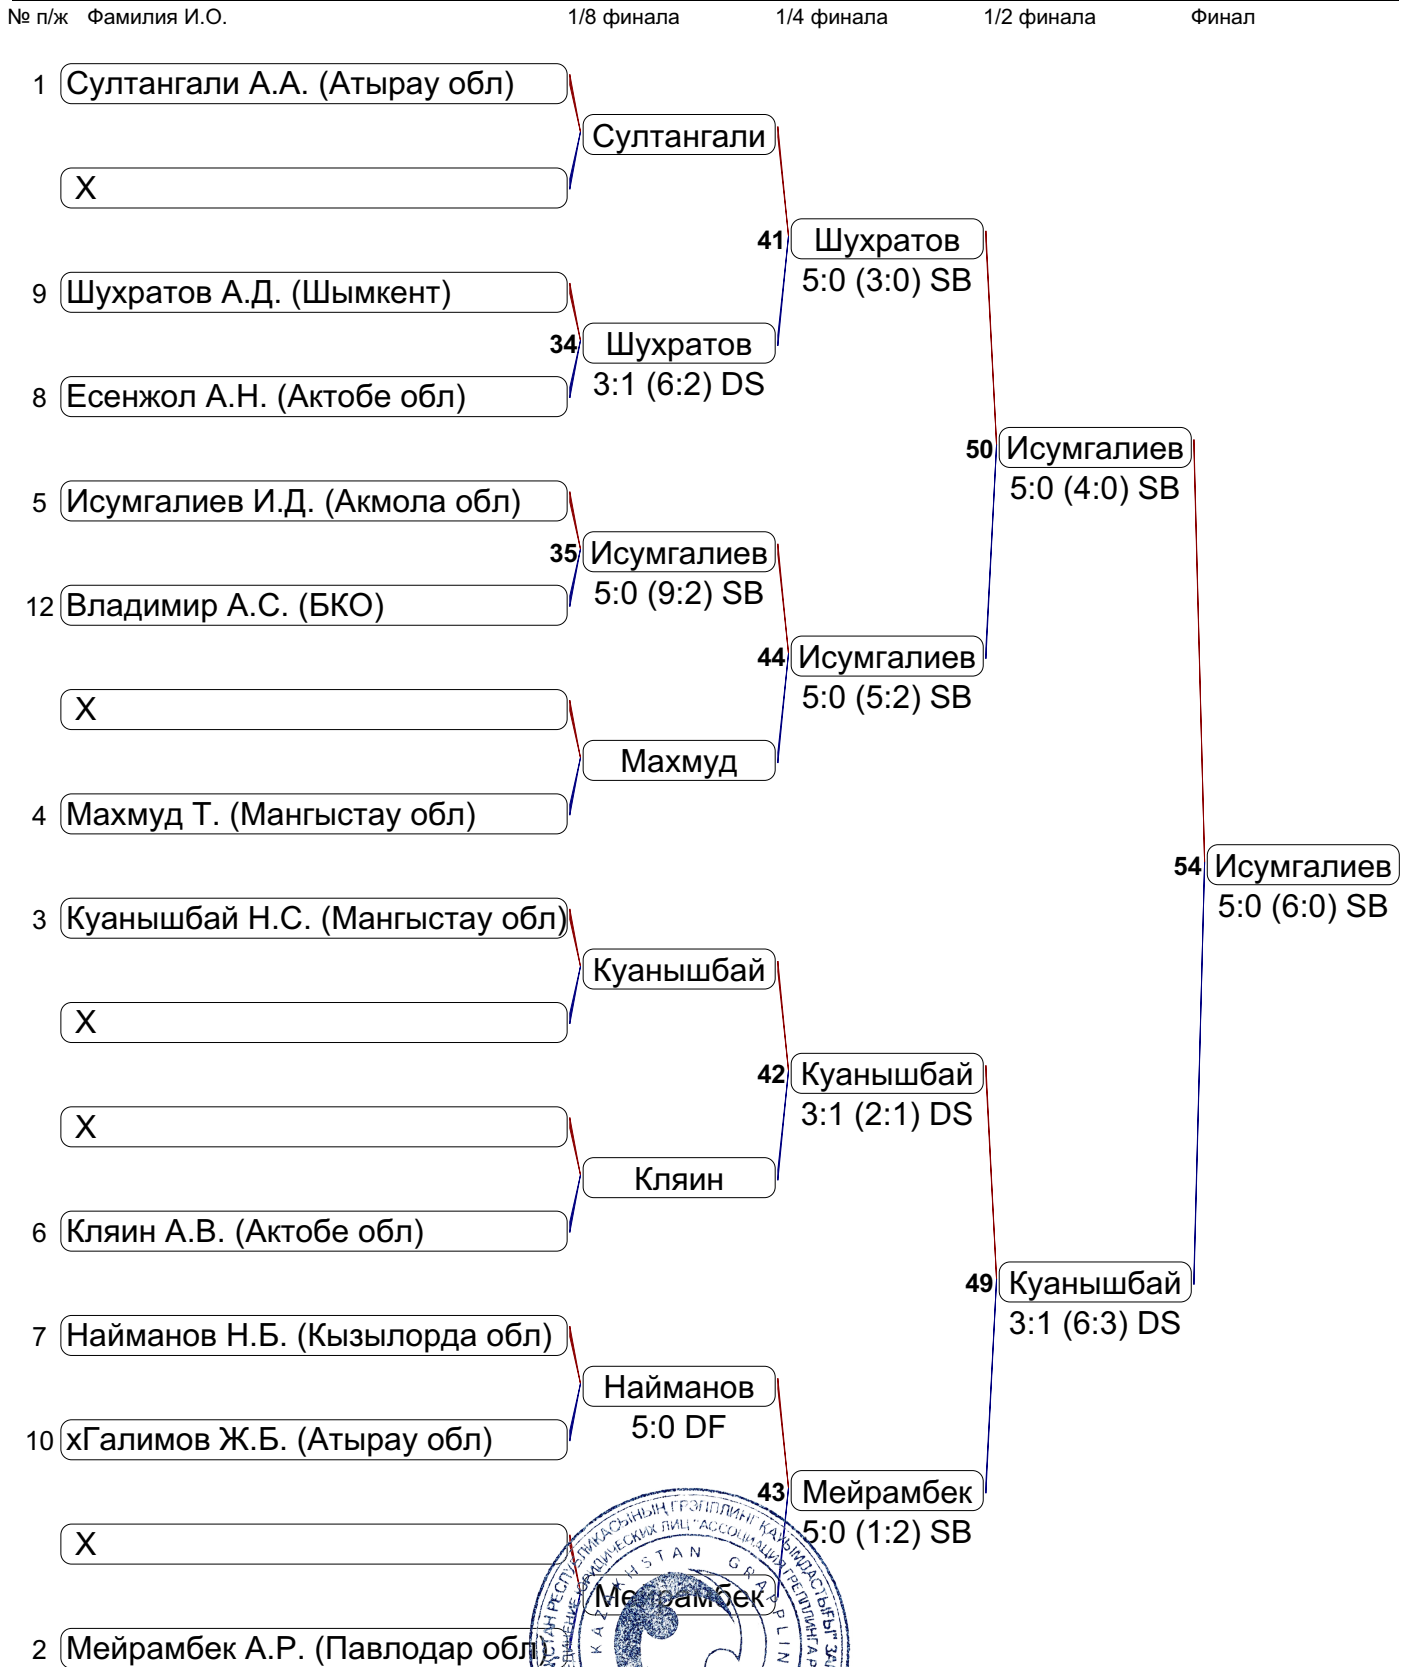 № п/ж Фамилия И.О. 1/8 финала 1/4 финала 1/2 финала Финал
1 Султангали А.А. (Атырау обл)
Султангали
X
41 Шухратов
5:0 (3:0) SB
9 Шухратов А.Д. (Шымкент)
34 Шухратов
3:1 (6:2) DS
8 Есенжол А.Н. (Актобе обл)
50 Исумгалиев
5:0 (4:0) SB
5 Исумгалиев И.Д. (Акмола обл)
35 Исумгалиев
5:0 (9:2) SB
12 Владимир А.С. (БКО)
44 Исумгалиев
5:0 (5:2) SB
X
Махмуд
4 Махмуд Т. (Мангыстау обл)
54 Исумгалиев
5:0 (6:0) SB
3 Куанышбай Н.С. (Мангыстау обл)
Куанышбай
X
42 Куанышбай
3:1 (2:1) DS
X
Кляин
6 Кляин А.В. (Актобе обл)
49 Куанышбай
3:1 (6:3) DS
7 Найманов Н.Б. (Кызылорда обл)
Найманов
5:0 DF
10 хГалимов Ж.Б. (Атырау обл)
43 Мейрамбек
5:0 (1:2) SB
X
Мейрамбек
2 Мейрамбек А.Р. (Павлодар обл)
KAZAKHSTAN GRAPPLIN